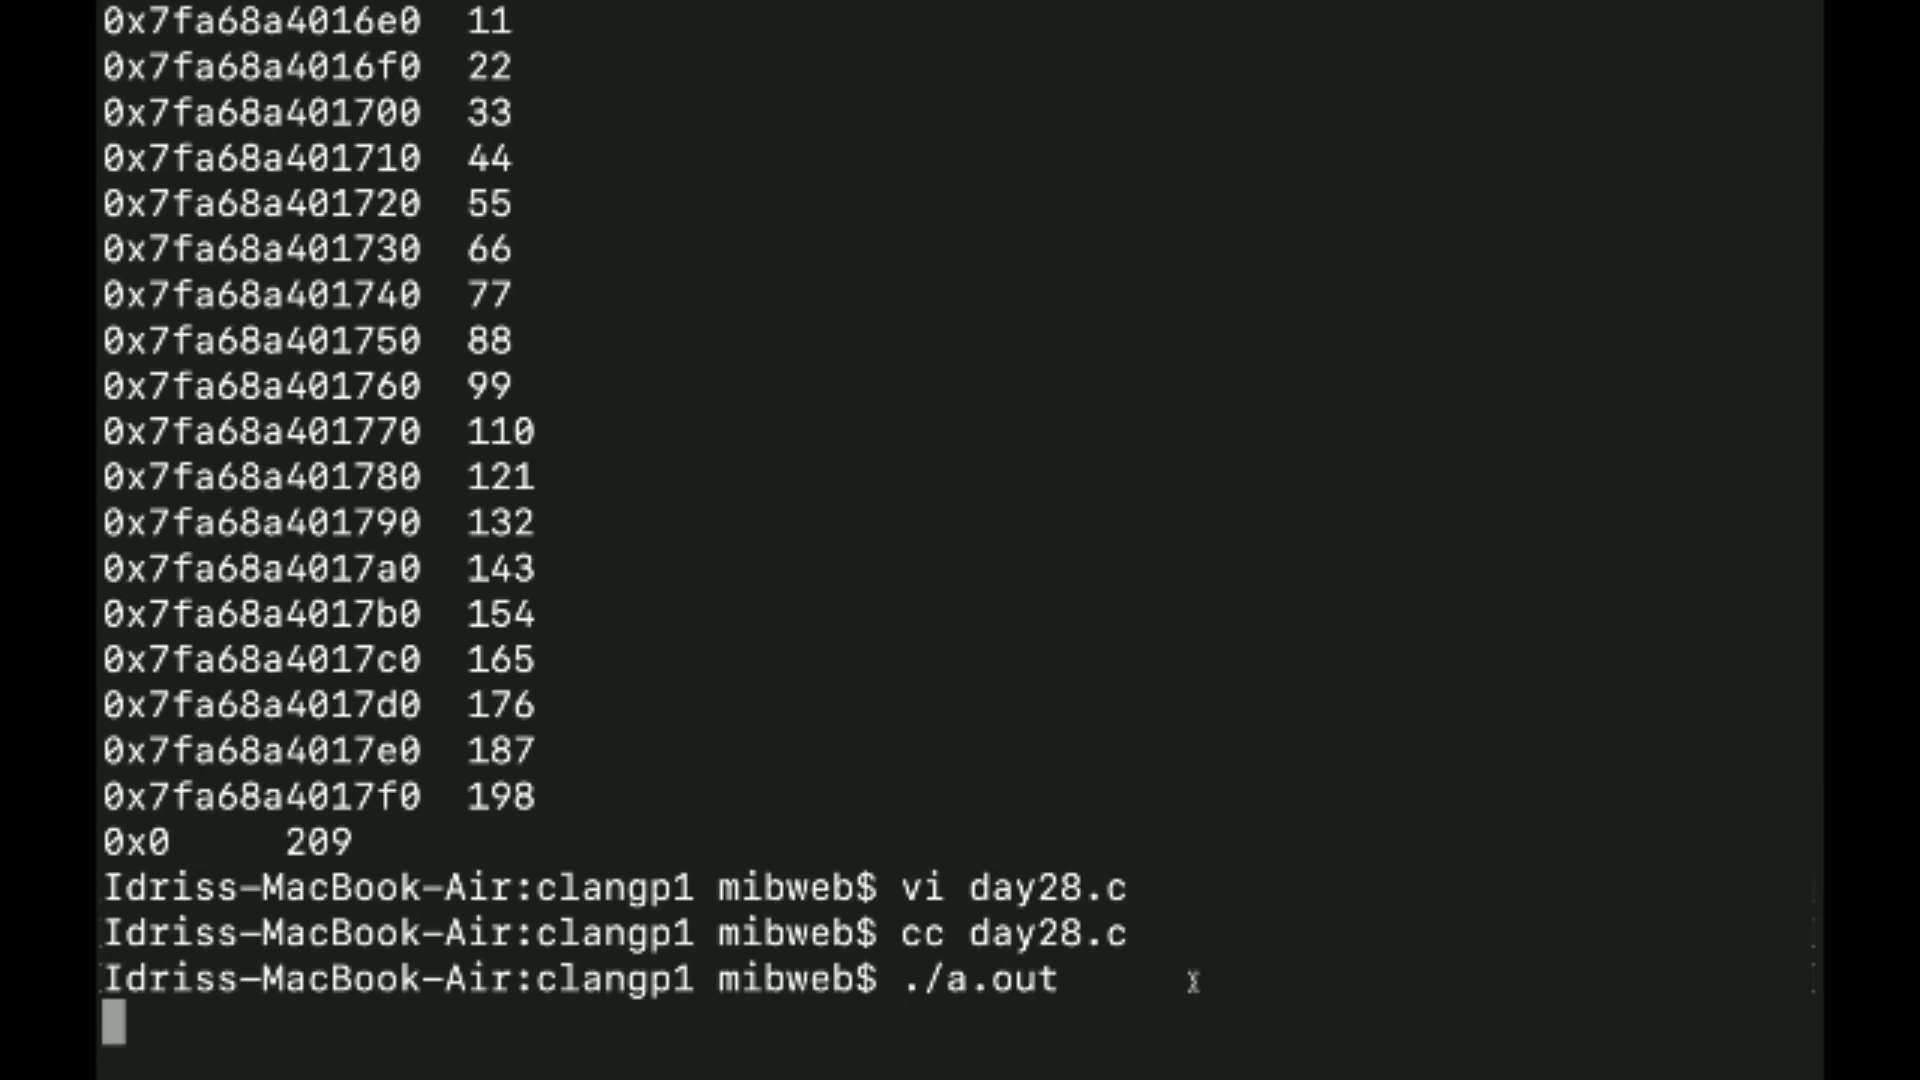 0x7fa68a4016e0  11
0x7fa68a4016f0  22
0x7fa68a401700  33
0x7fa68a401710  44
0x7fa68a401720  55
0x7fa68a401730  66
0x7fa68a401740  77
0x7fa68a401750  88
0x7fa68a401760  99
0x7fa68a401770  110
0x7fa68a401780  121
0x7fa68a401790  132
0x7fa68a4017a0  143
0x7fa68a4017b0  154
0x7fa68a4017c0  165
0x7fa68a4017d0  176
0x7fa68a4017e0  187
0x7fa68a4017f0  198
0x0     209
Idriss-MacBook-Air:clangp1 mibweb$ vi day28.c
Idriss-MacBook-Air:clangp1 mibweb$ cc day28.c
Idriss-MacBook-Air:clangp1 mibweb$ ./a.out